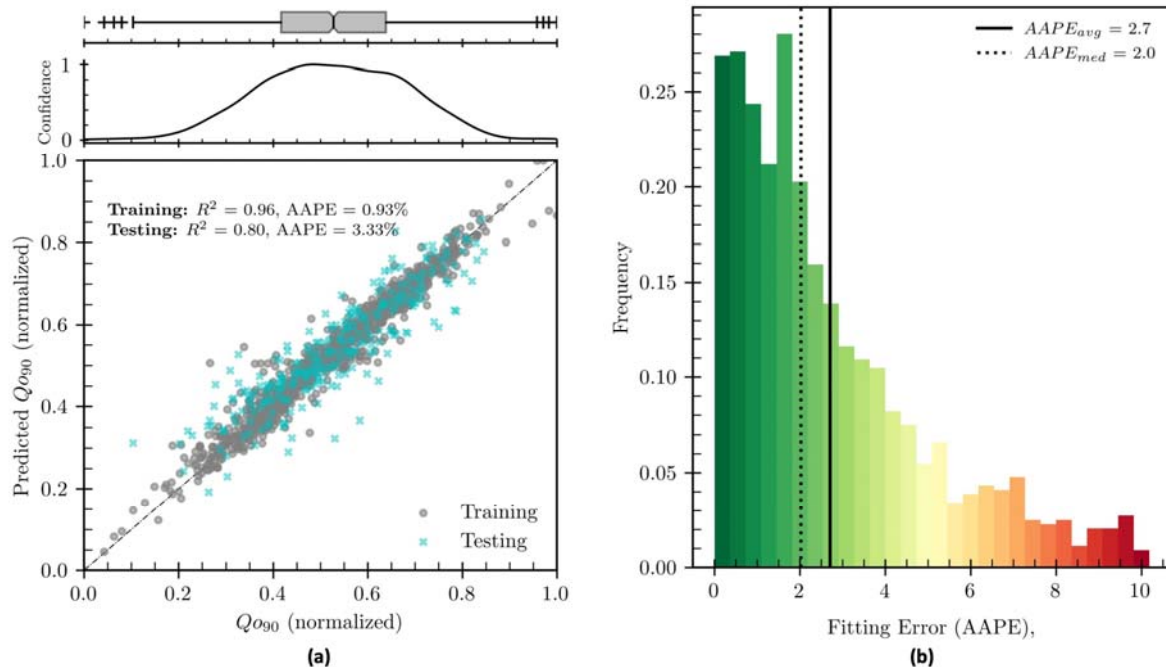 Confidence
1
0
Predicted Qo90 (normalized)
1.0
0.8
0.6
0.4
0.2
0.0
Training: R² = 0.96, AAPE = 0.93%
Testing: R² = 0.80, AAPE = 3.33%
Training
Testing
0.0 0.2 0.4 0.6 0.8 1.0
Qo90 (normalized)
(a)
Frequency
0.25
0.20
0.15
0.10
0.05
0.00
AAPEavg = 2.7
AAPEmed = 2.0
0 2 4 6 8 10
Fitting Error (AAPE),
(b)